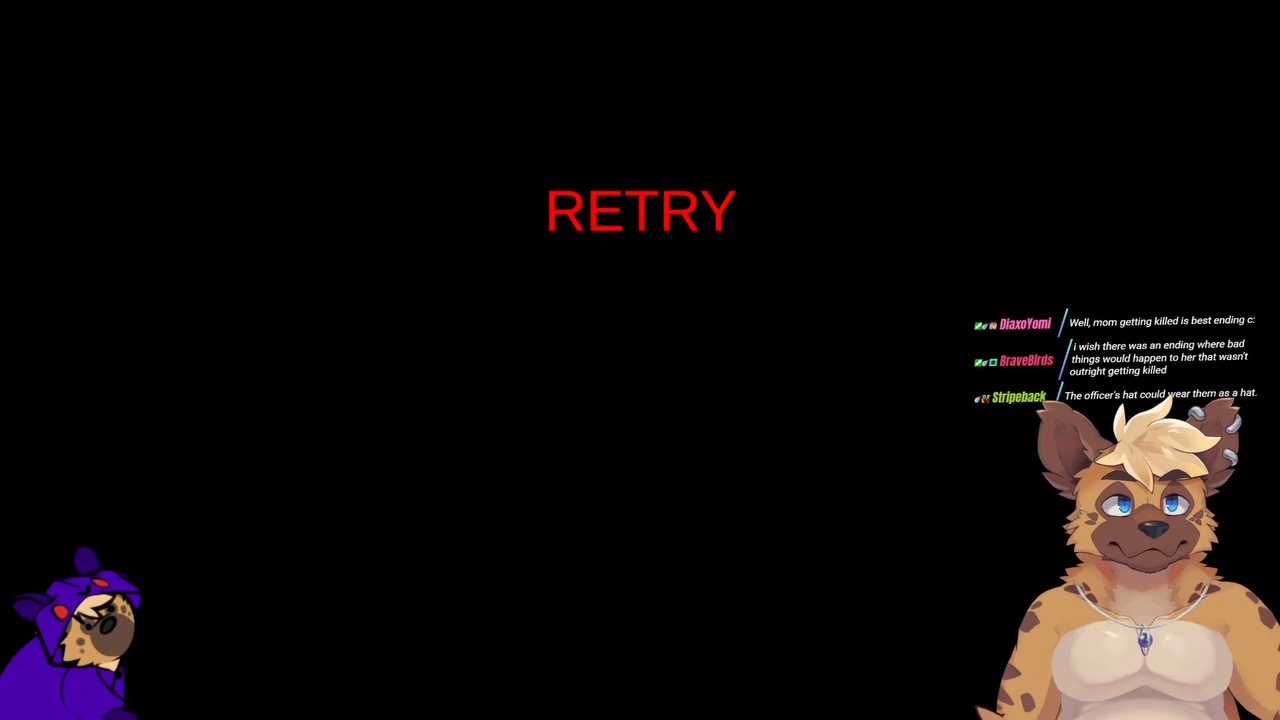 RETRY
DiaxoYomi Well, mom getting killed is best ending c:
i wish there was an ending where bad
BraveBirds things would happen to her that wasn't
outright getting killed
Stripeback The officer's hat could wear them as a hat.